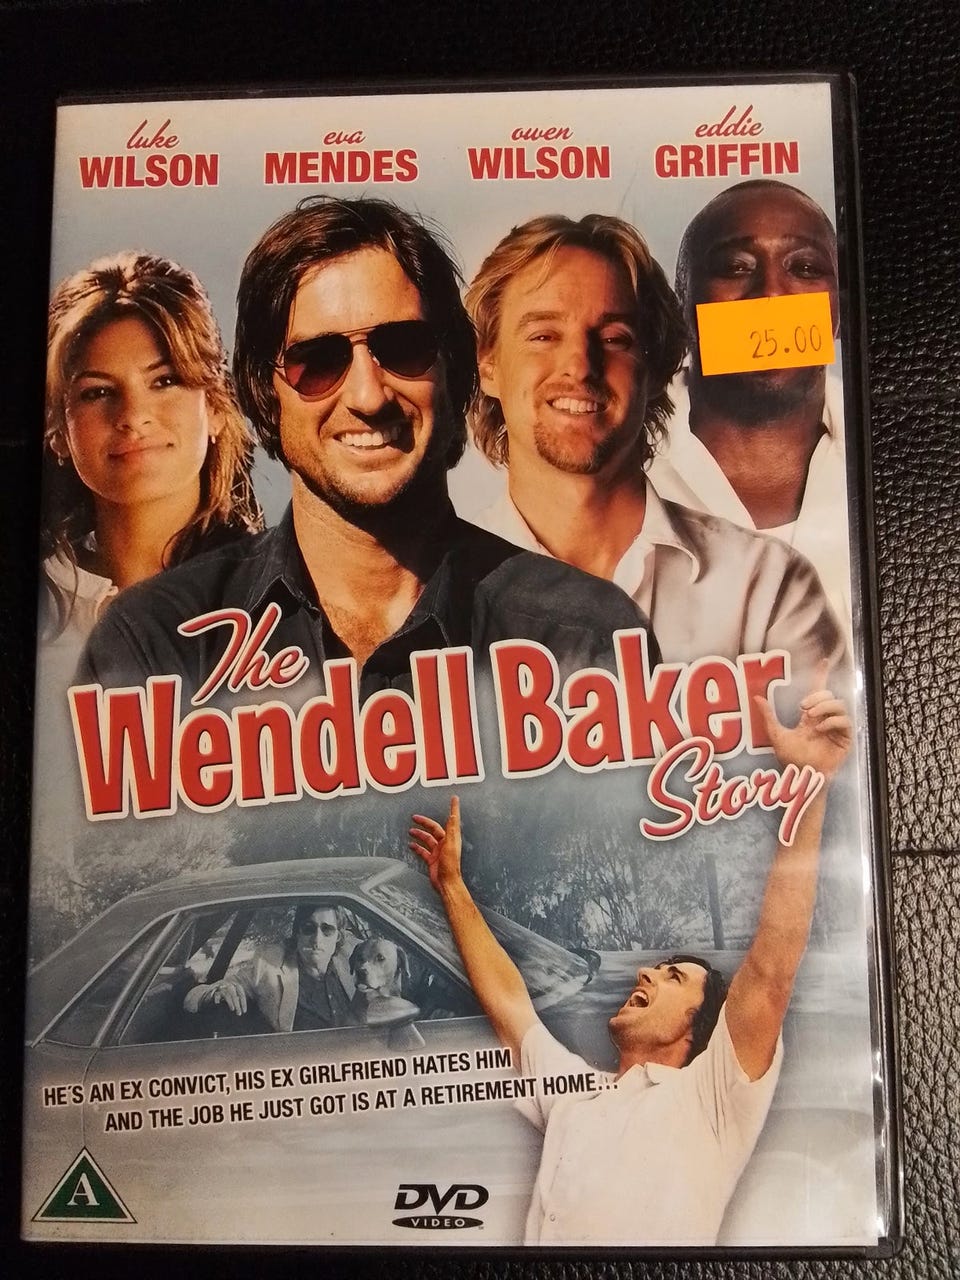 luke eva owen eddie
WILSON MENDES WILSON GRIFFIN
25.00
The
Wendell Baker
Story
HE´S AN EX CONVICT, HIS EX GIRLFRIEND HATES HIM
AND THE JOB HE JUST GOT IS AT A RETIREMENT HOME...
A
DVD
VIDEO